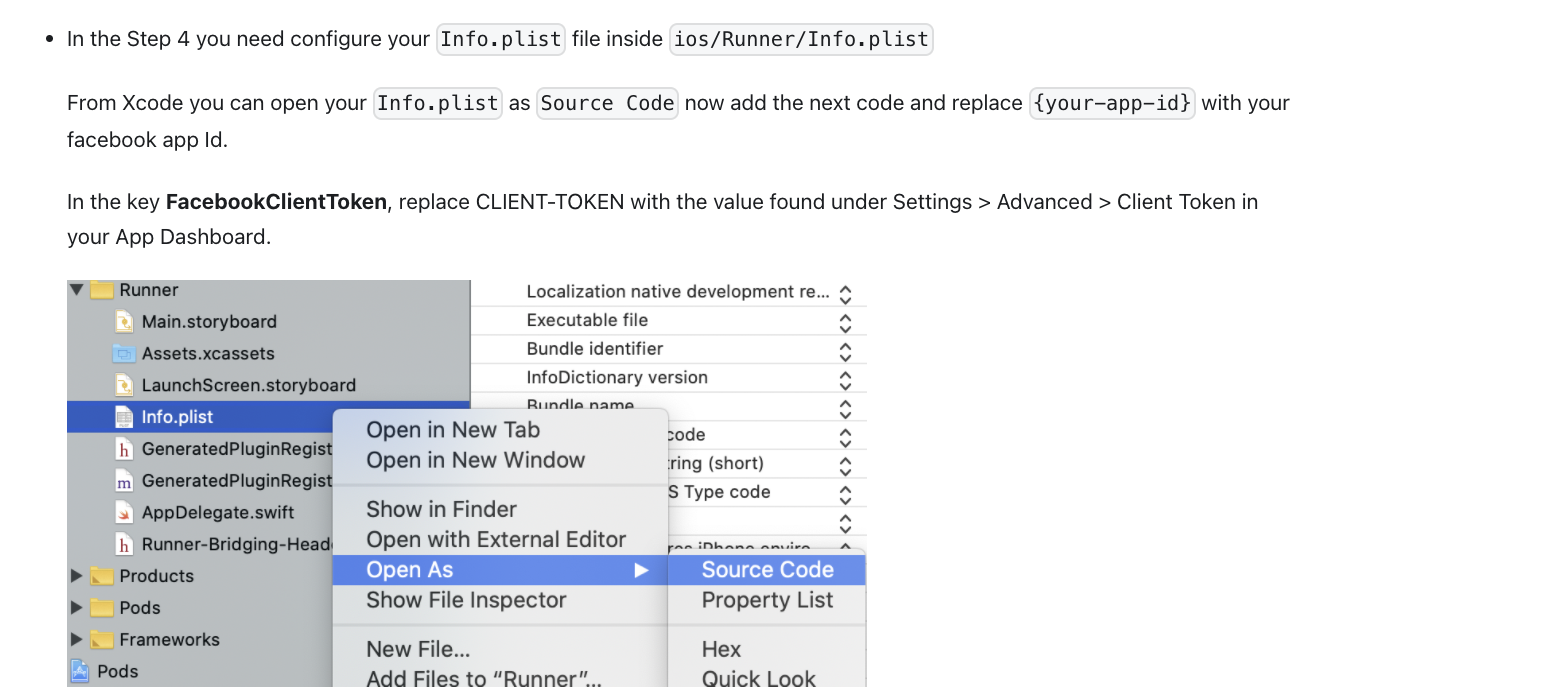 In the Step 4 you need configure your Info.plist file inside ios/Runner/Info.plist
From Xcode you can open your Info.plist as Source Code now add the next code and replace {your-app-id} with your
facebook app Id.
In the key FacebookClientToken, replace CLIENT-TOKEN with the value found under Settings > Advanced > Client Token in
your App Dashboard.
Runner
Main.storyboard
Assets.xcassets
LaunchScreen.storyboard
Info.plist
GeneratedPluginRegist
GeneratedPluginRegist
AppDelegate.swift
Runner-Bridging-Head
Products
Pods
Frameworks
Pods
Localization native development re...
Executable file
Bundle identifier
InfoDictionary version
Bundle name
code
tring (short)
S Type code
Open in New Tab
Open in New Window
Show in Finder
Open with External Editor
Open As
Show File Inspector
New File...
Add Files to “Runner”...
Source Code
Property List
Hex
Quick Look